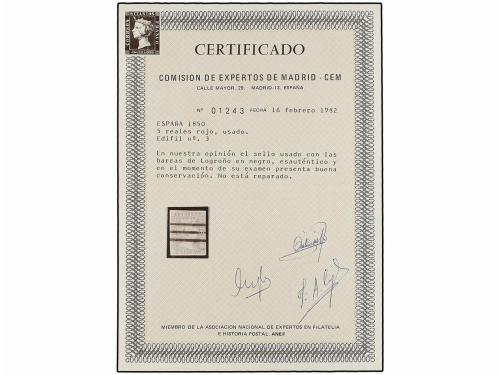 CERTIFICADO
COMISION DE EXPERTOS DE MADRID - CEM
CALLE MAYOR, 29. MADRID-13, ESPAÑA
Nº 01243 FECHA 16 febrero 1982
ESPAÑA 1850
5 reales rojo, usado.
Edifil nº. 3
En nuestra opinión el sello usado con las
barras de Logroño en negro, esauténtico y
en el momento de su examen presenta buena
conservación. No está reparado.
MIEMBRO DE LA ASOCIACION NACIONAL DE EXPERTOS EN FILATELIA
E HISTORIA POSTAL. ANEF